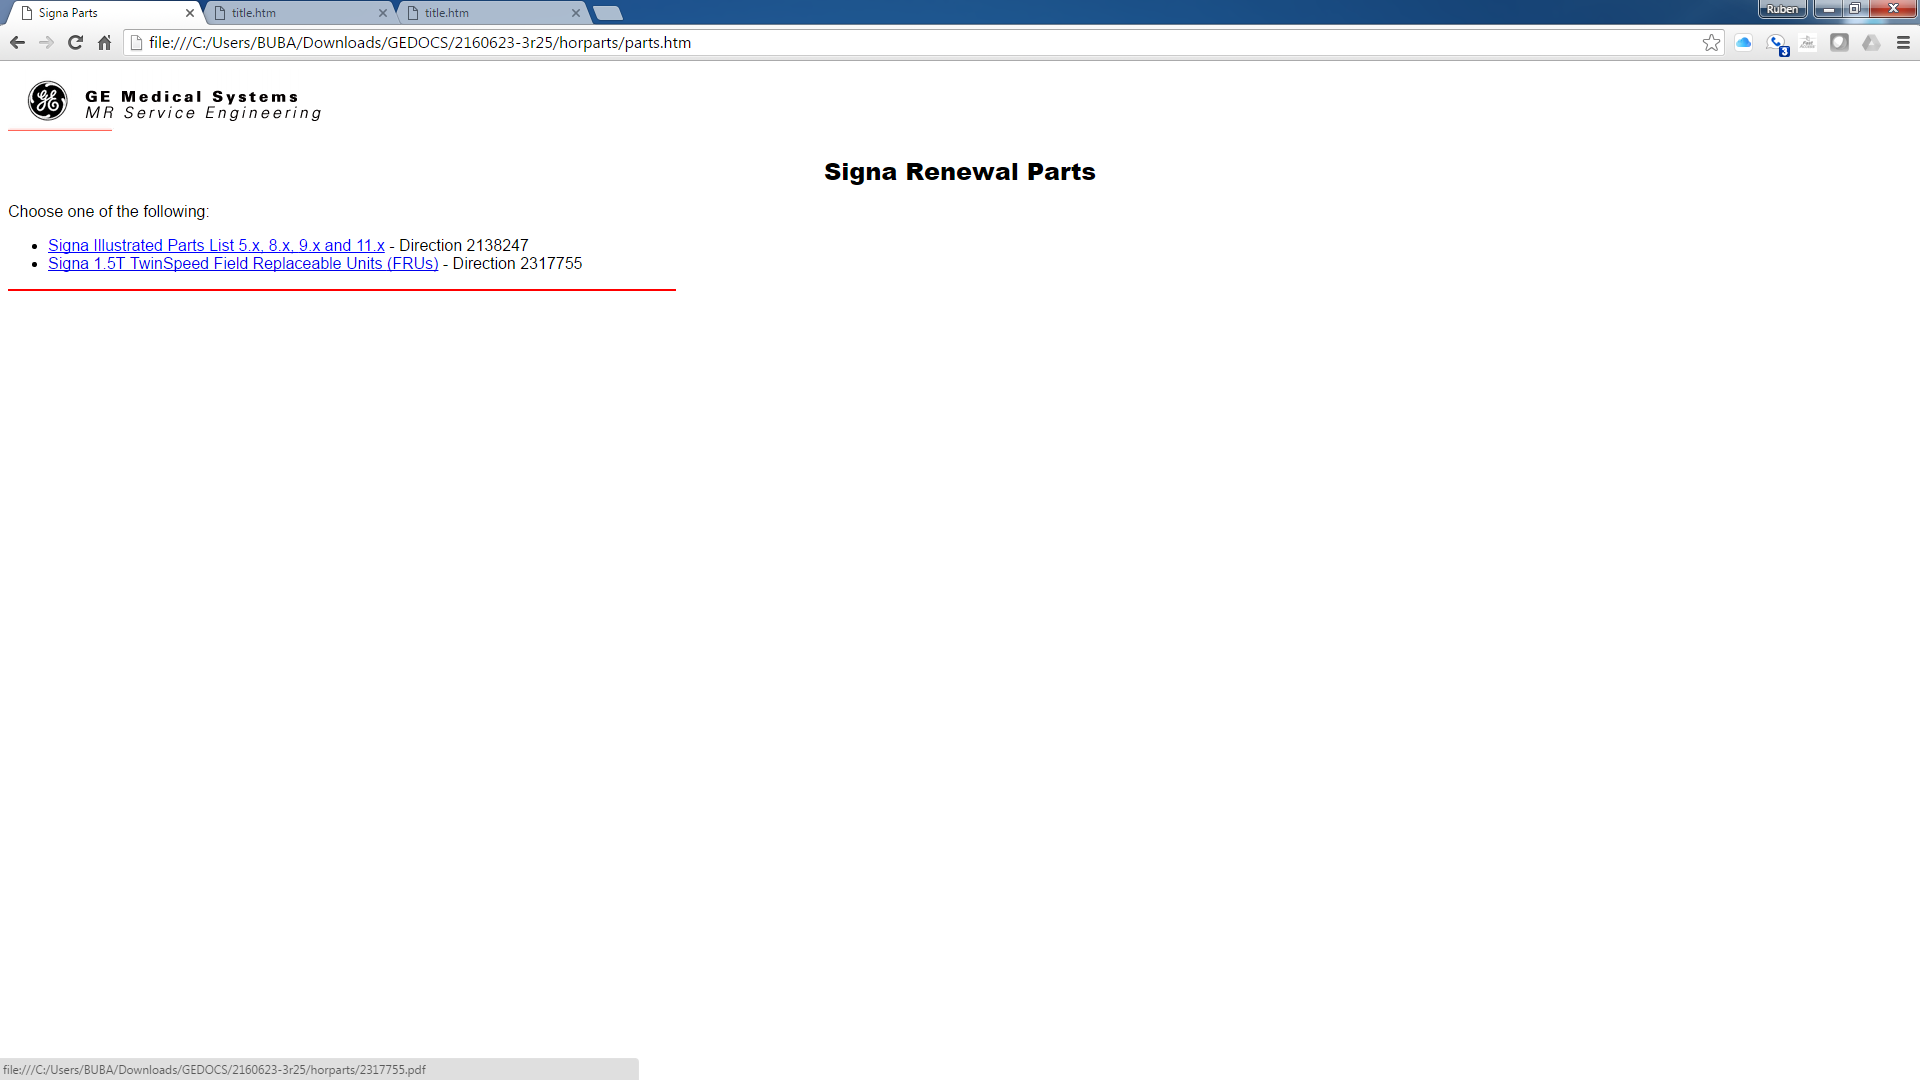 Signa Parts
title.htm
title.htm
Ruben
file:///C:/Users/BUBA/Downloads/GEDOCS/2160623-3r25/horparts/parts.htm
3
GE Medical Systems
MR Service Engineering
Signa Renewal Parts
Choose one of the following:
Signa Illustrated Parts List 5.x, 8.x, 9.x and 11.x - Direction 2138247
Signa 1.5T TwinSpeed Field Replaceable Units (FRUs) - Direction 2317755
file:///C:/Users/BUBA/Downloads/GEDOCS/2160623-3r25/horparts/2317755.pdf